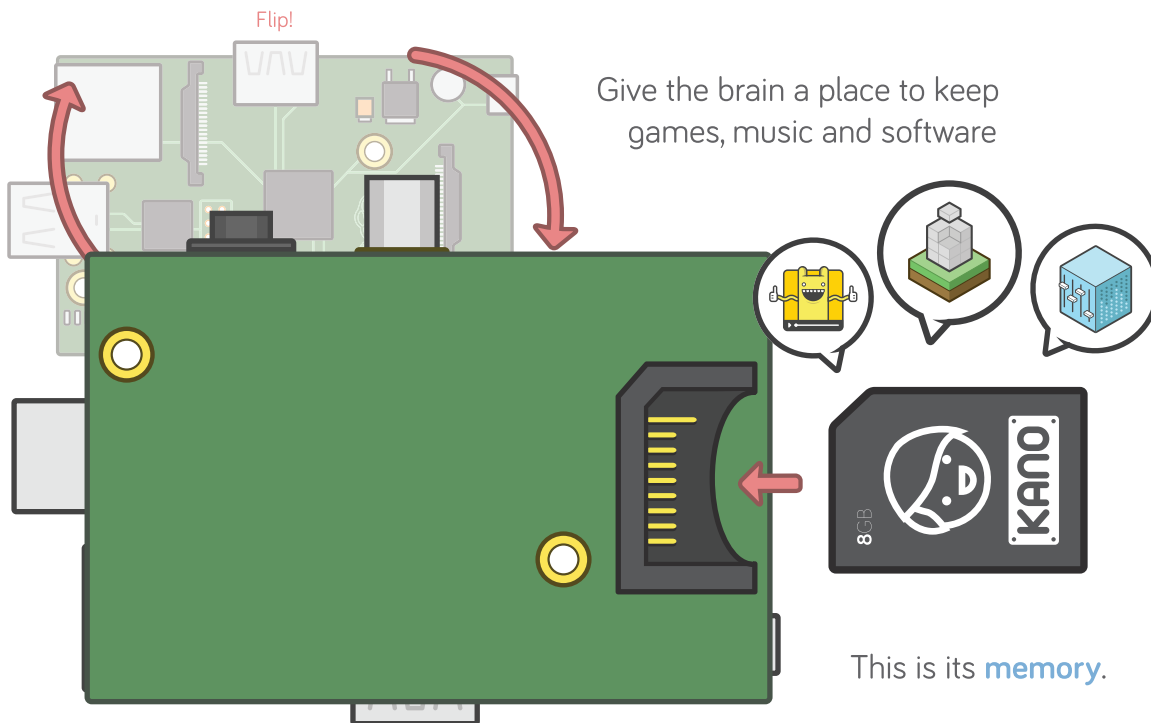 Flip!
Give the brain a place to keep
games, music and software
8GB
KANO
This is its memory.